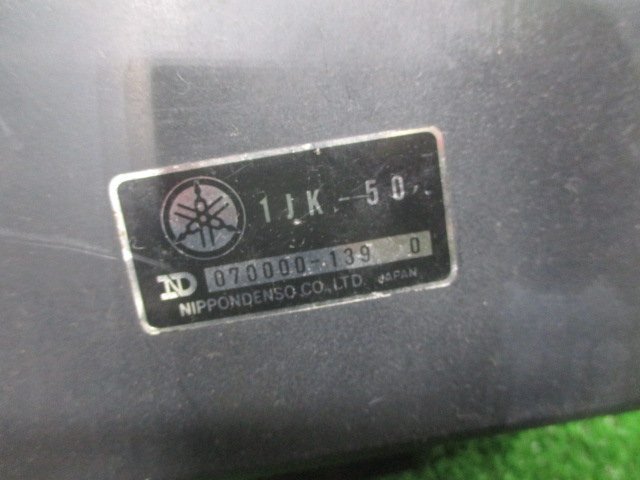 1JK-50
ND 070000-139 0
NIPPONDENSO.CO.,LTD. JAPAN